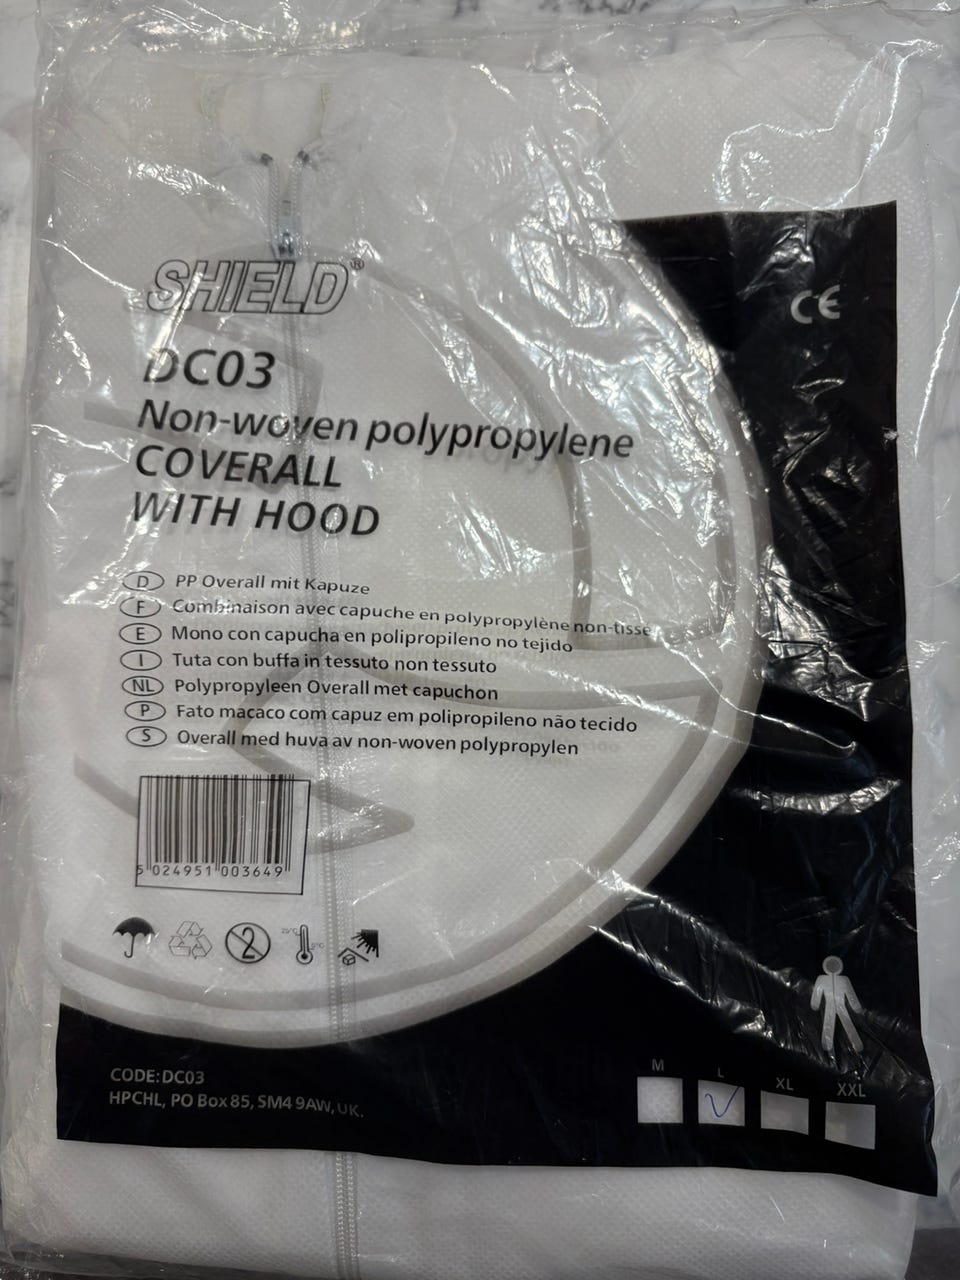 SHIELD®
CE
DC03
Non-woven polypropylene
COVERALL
WITH HOOD
D PP Overall mit Kapuze
F Combinaison avec capuche en polypropylène non-tissé
E Mono con capucha en polipropileno no tejido
I Tuta con buffa in tessuto non tessuto
NL Polypropyleen Overall met capuchon
P Fato macaco com capuz em polipropileno não tecido
S Overall med huva av non-woven polypropylen
5 024951 003649
2
25°C 5°C
CODE: DC03
HPCHL, PO Box 85, SM4 9AW, UK.
M L XL XXL